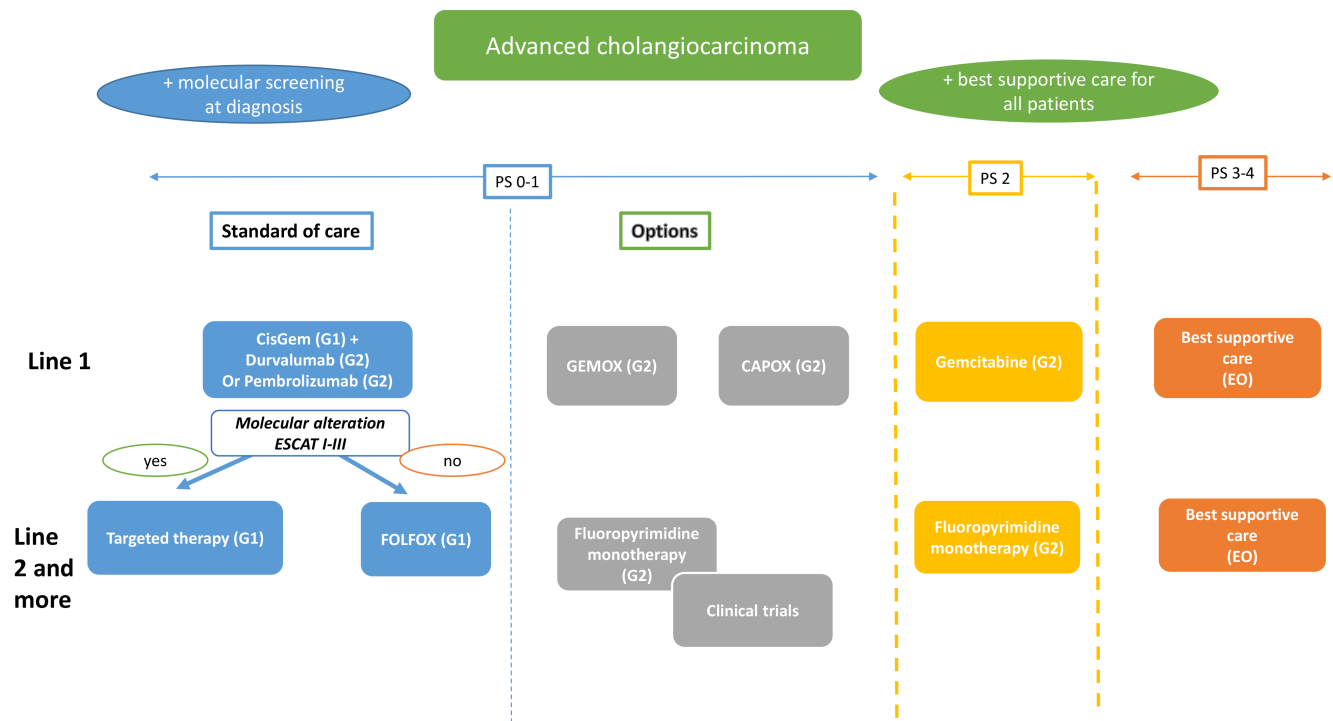 Advanced cholangiocarcinoma
+ molecular screening
at diagnosis
+ best supportive care for
all patients
PS 0-1
PS 2
PS 3-4
Standard of care
Options
Line 1
CisGem (G1) +
Durvalumab (G2)
Or Pembrolizumab (G2)
GEMOX (G2)
CAPOX (G2)
Gemcitabine (G2)
Best supportive
care
(EO)
Molecular alteration
ESCAT I-III
yes
no
Line
2 and
more
Targeted therapy (G1)
FOLFOX (G1)
Fluoropyrimidine
monotherapy
(G2)
Clinical trials
Fluoropyrimidine
monotherapy (G2)
Best supportive
care
(EO)